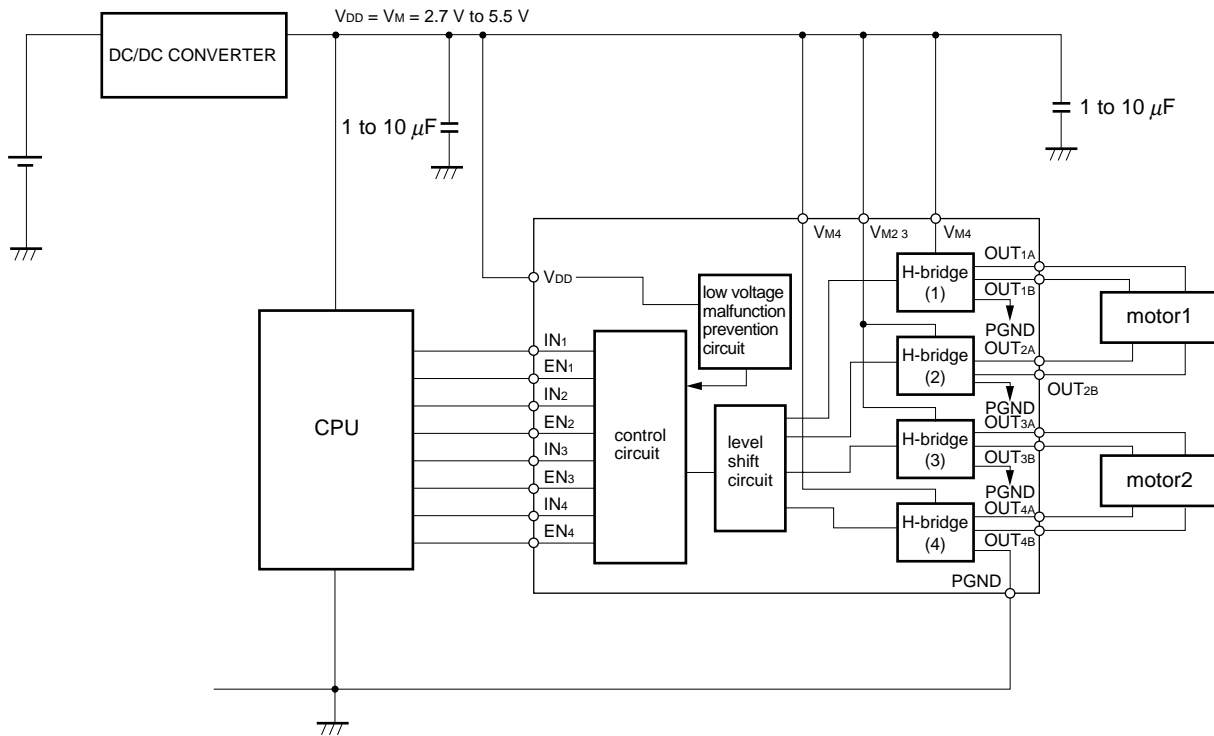 VDD = VM = 2.7 V to 5.5 V
DC/DC CONVERTER
1 to 10 μF
1 to 10 μF
VM4
VM2 3
VM4
VDD
low voltage
malfunction
prevention
circuit
H-bridge
(1)
OUT1A
OUT1B
PGND
motor1
IN1
EN1
IN2
EN2
IN3
EN3
IN4
EN4
CPU
control
circuit
level
shift
circuit
H-bridge
(2)
OUT2A
OUT2B
PGND
H-bridge
(3)
OUT3A
OUT3B
PGND
motor2
H-bridge
(4)
OUT4A
OUT4B
PGND